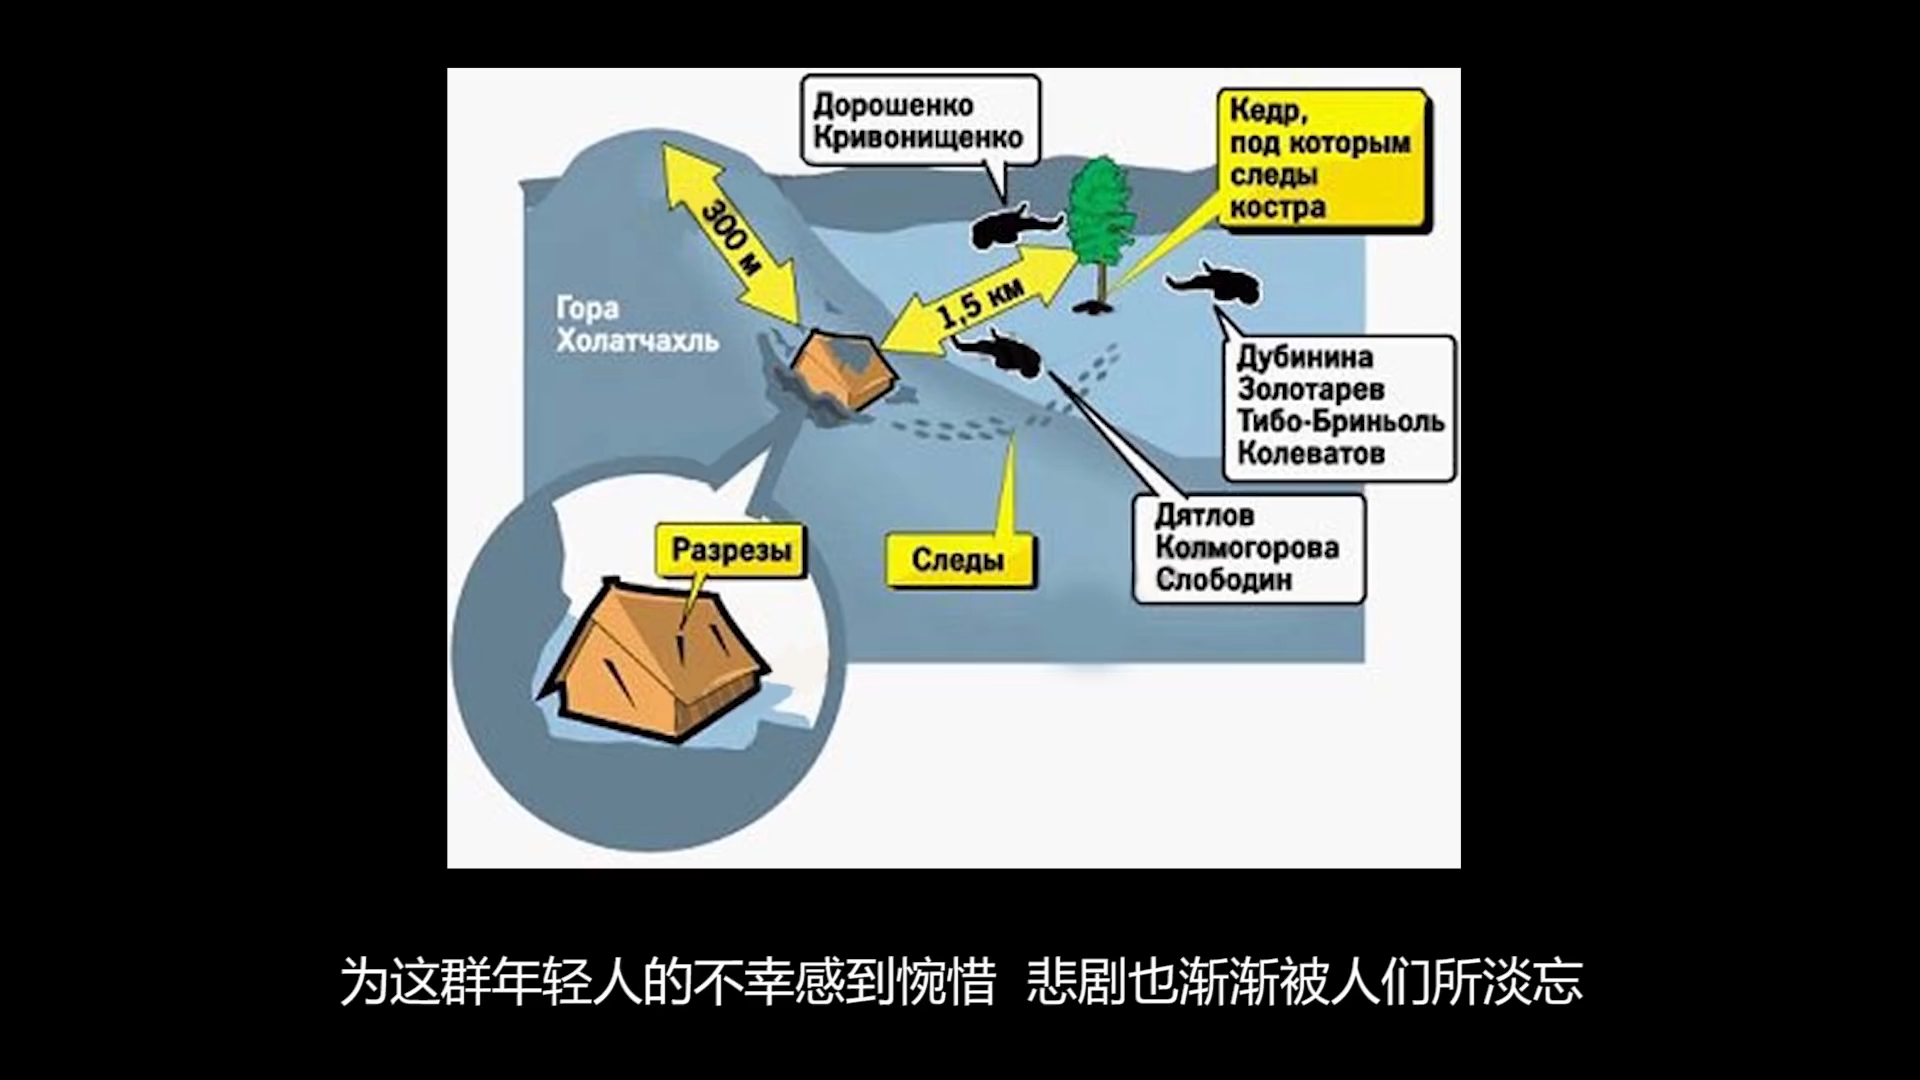 Дорошенко
Кривонищенко
Кедр,
под которым
следы
костра
300 м
1,5 км
Гора
Холатчахль
Дубинина
Золотарев
Тибо-Бриньоль
Колеватов
Дятлов
Колмогорова
Слободин
Разрезы
Следы
为这群年轻人的不幸感到惋惜 悲剧也渐渐被人们所淡忘